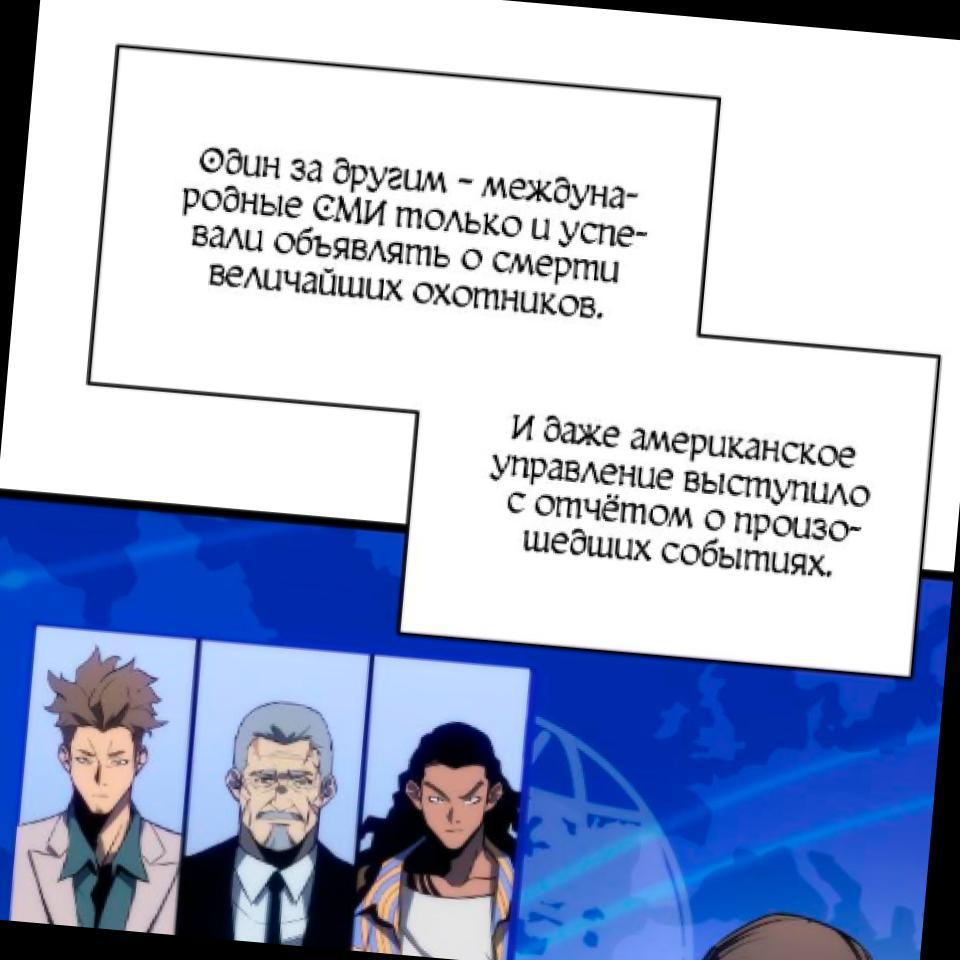 Один за другим - междуна-
родные СМИ только и успе-
вали объявлять о смерти
величайших охотников.
И даже американское
управление выступило
с отчётом о произо-
шедших событиях.